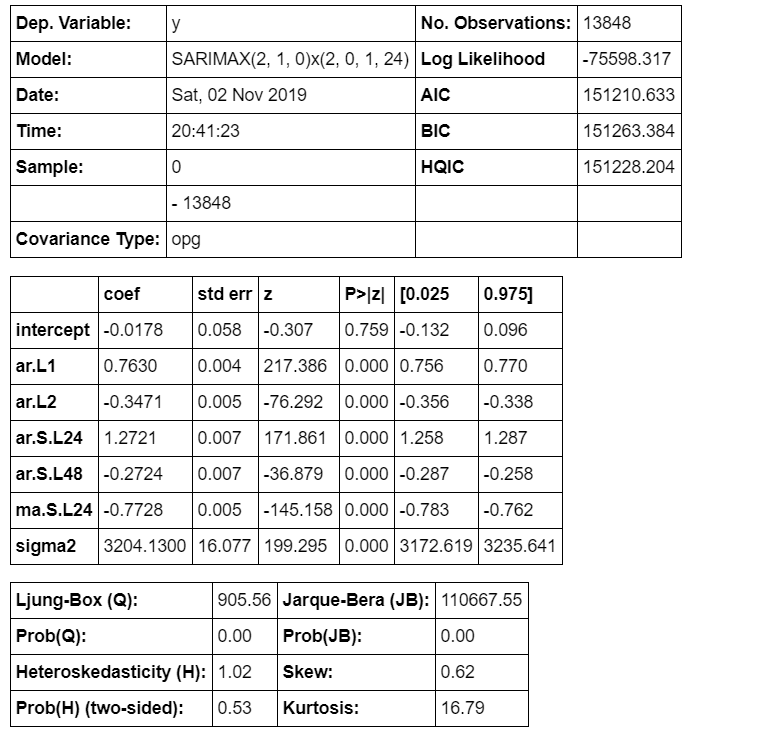 Dep. Variable: y No. Observations: 13848
Model: SARIMAX(2, 1, 0)x(2, 0, 1, 24) Log Likelihood -75598.317
Date: Sat, 02 Nov 2019 AIC 151210.633
Time: 20:41:23 BIC 151263.384
Sample: 0 HQIC 151228.204
- 13848
Covariance Type: opg
coef std err z P>|z| [0.025 0.975]
intercept -0.0178 0.058 -0.307 0.759 -0.132 0.096
ar.L1 0.7630 0.004 217.386 0.000 0.756 0.770
ar.L2 -0.3471 0.005 -76.292 0.000 -0.356 -0.338
ar.S.L24 1.2721 0.007 171.861 0.000 1.258 1.287
ar.S.L48 -0.2724 0.007 -36.879 0.000 -0.287 -0.258
ma.S.L24 -0.7728 0.005 -145.158 0.000 -0.783 -0.762
sigma2 3204.1300 16.077 199.295 0.000 3172.619 3235.641
Ljung-Box (Q): 905.56 Jarque-Bera (JB): 110667.55
Prob(Q): 0.00 Prob(JB): 0.00
Heteroskedasticity (H): 1.02 Skew: 0.62
Prob(H) (two-sided): 0.53 Kurtosis: 16.79